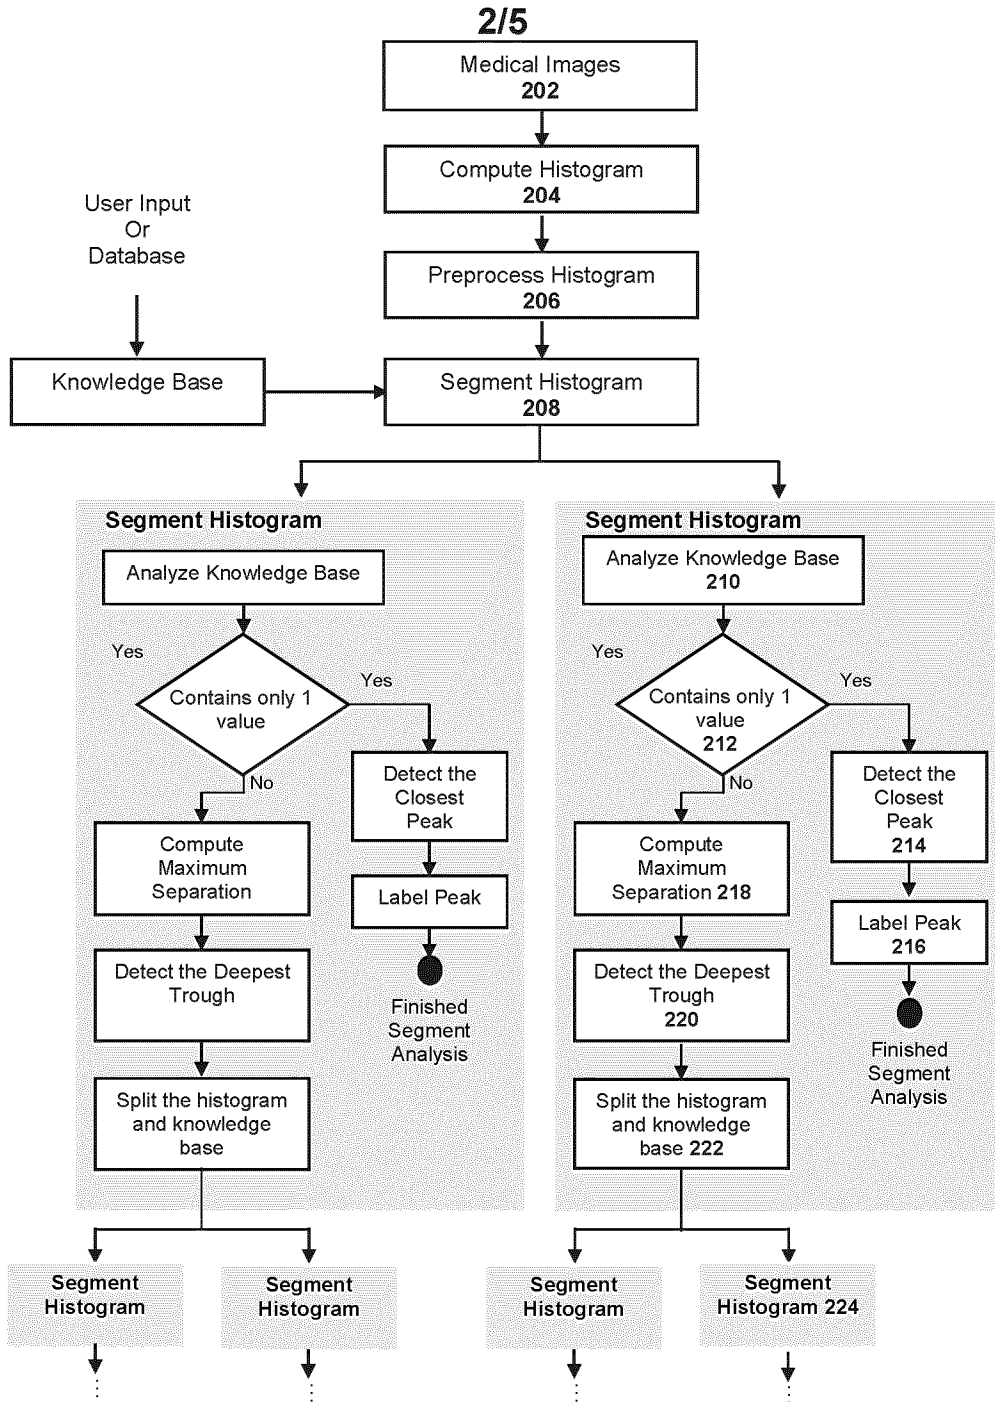 2/5
Medical Images
202
Compute Histogram
204
User Input
Or
Database
Preprocess Histogram
206
Knowledge Base
Segment Histogram
208
Segment Histogram
Analyze Knowledge Base
Yes
Contains only 1
value
Yes
No
Detect the
Closest
Peak
Compute
Maximum
Separation
Label Peak
Detect the Deepest
Trough
Finished
Segment
Analysis
Split the histogram
and knowledge
base
Segment
Histogram
Segment
Histogram
Segment Histogram
Analyze Knowledge Base
210
Yes
Contains only 1
value
212
Yes
No
Detect the
Closest
Peak
214
Compute
Maximum
Separation 218
Label Peak
216
Detect the Deepest
Trough
220
Finished
Segment
Analysis
Split the histogram
and knowledge
base 222
Segment
Histogram
Segment
Histogram 224